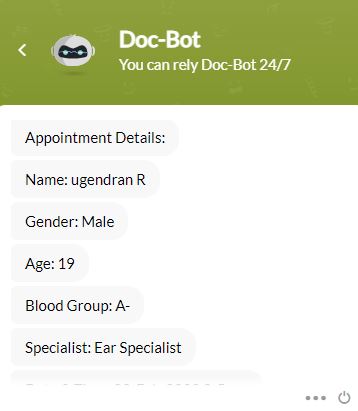 Doc-Bot
You can rely Doc-Bot 24/7
Appointment Details:
Name: ugendran R
Gender: Male
Age: 19
Blood Group: A-
Specialist: Ear Specialist